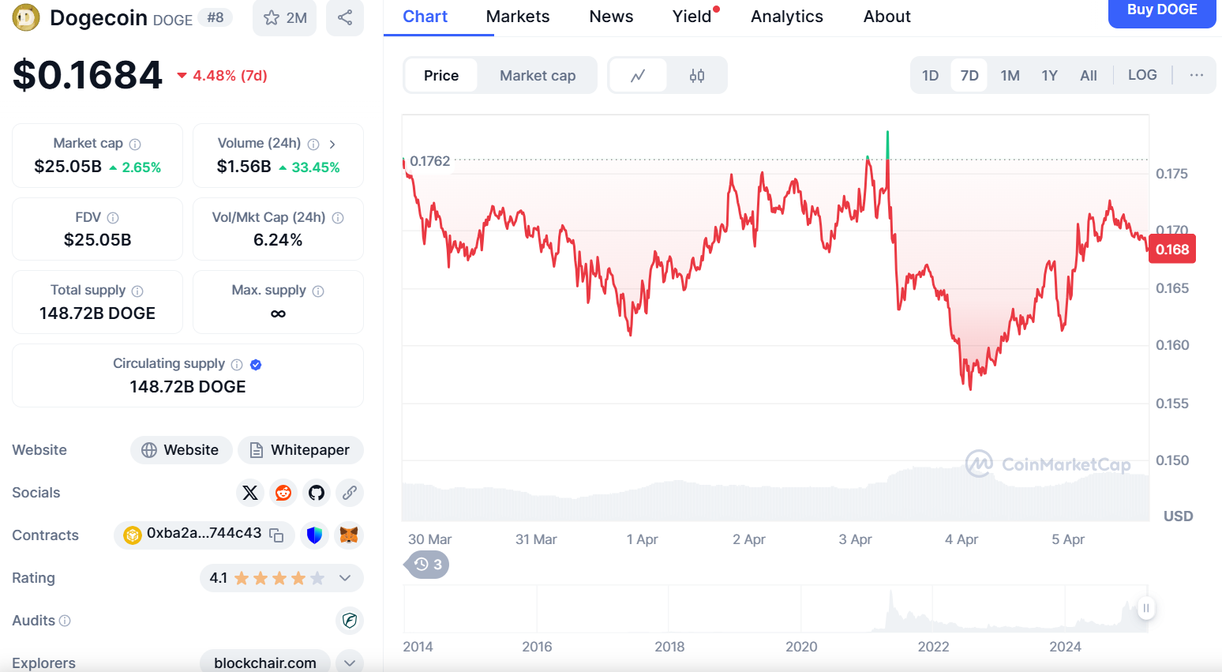 Dogecoin DOGE #8 2M
$0.1684 4.48% (7d)
Market cap
$25.05B 2.65%
Volume (24h)
$1.56B 33.45%
FDV
$25.05B
Vol/Mkt Cap (24h)
6.24%
Total supply
148.72B DOGE
Max. supply
∞
Circulating supply
148.72B DOGE
Website Website Whitepaper
Socials
Contracts 0xba2a...744c43
Rating 4.1
Audits
Explorers blockchair.com
Chart Markets News Yield Analytics About Buy DOGE
Price Market cap 1D 7D 1M 1Y All LOG ...
0.1762
0.175
0.170
0.168
0.165
0.160
0.155
0.150
CoinMarketCap
USD
30 Mar 31 Mar 1 Apr 2 Apr 3 Apr 4 Apr 5 Apr
3
2014 2016 2018 2020 2022 2024